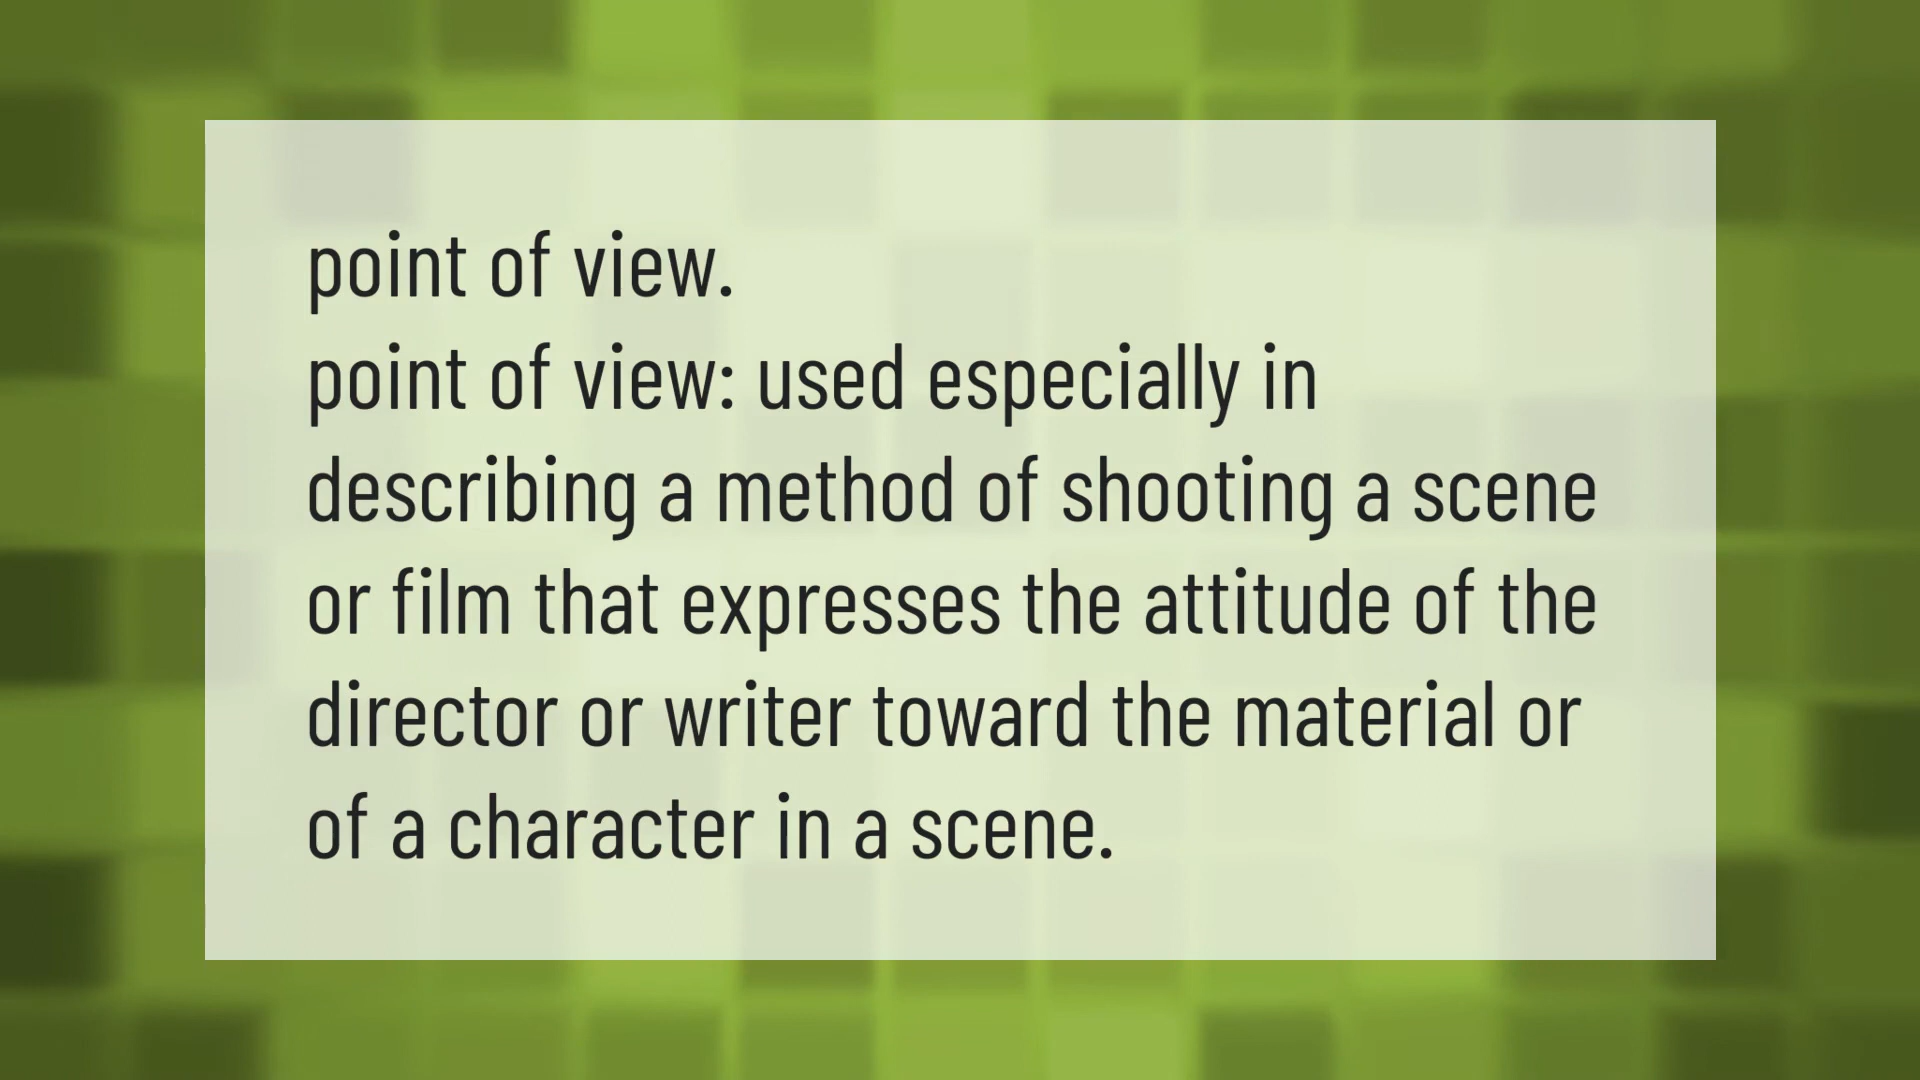 point of view.
point of view: used especially in
describing a method of shooting a scene
or film that expresses the attitude of the
director or writer toward the material or
of a character in a scene.